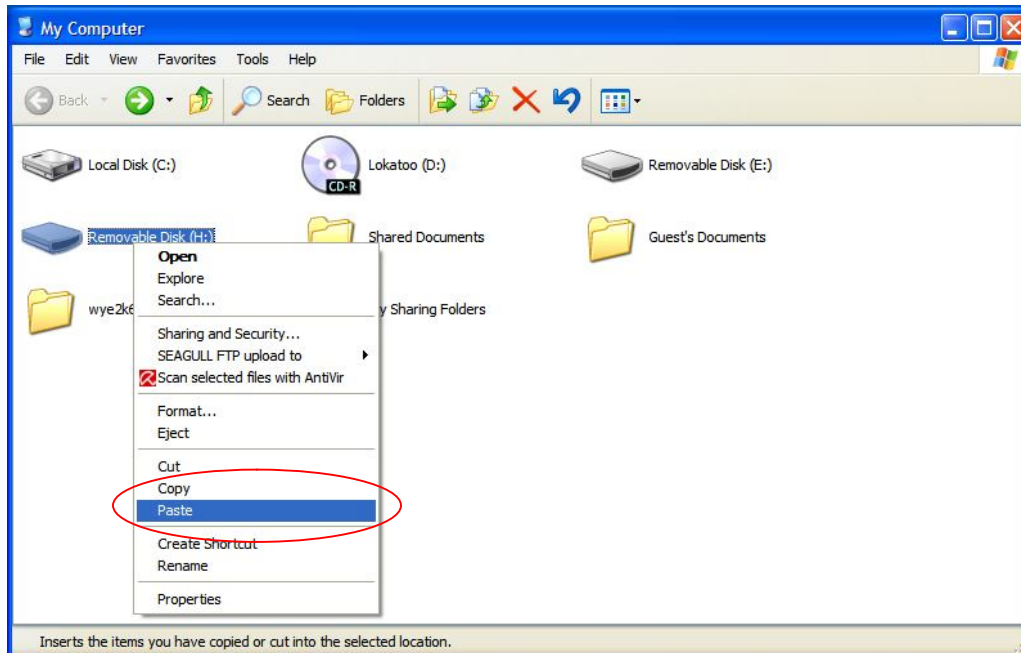 My Computer
File Edit View Favorites Tools Help
Back Search Folders
Local Disk (C:) Lokatoo (D:) Removable Disk (E:)
CD-R
Removable Disk (H:) Shared Documents Guest's Documents
wye2k6 y Sharing Folders
Open
Explore
Search...
Sharing and Security...
SEAGULL FTP upload to
Scan selected files with AntiVir
Format...
Eject
Cut
Copy
Paste
Create Shortcut
Rename
Properties
Inserts the items you have copied or cut into the selected location.